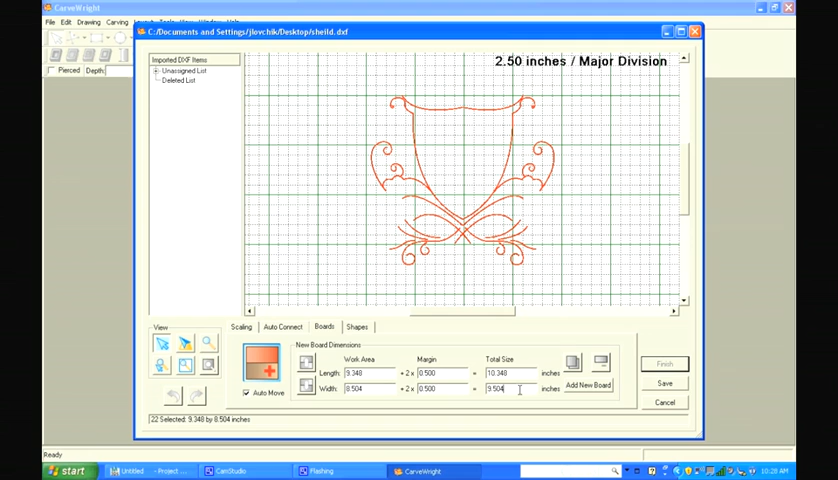 CarveWright
File Edit Drawing Carving
C:/Documents and Settings/jlovchik/Desktop/sheild.dxf
Pierced Depth:
Imported DXF Items
Unassigned List
Deleted List
2.50 inches / Major Division
View
Scaling Auto Connect Boards Shapes
New Board Dimensions
Work Area Margin Total Size
Length: 9.348 + 2 x 0.500 = 10.348 inches
Width: 8.504 + 2 x 0.500 = 9.504 inches
Auto Move
Add New Board
Finish
Save
Cancel
22 Selected: 9.348 by 8.504 inches
Ready
start Untitled - Project ... CamStudio Flashing CarveWright 10:28 AM